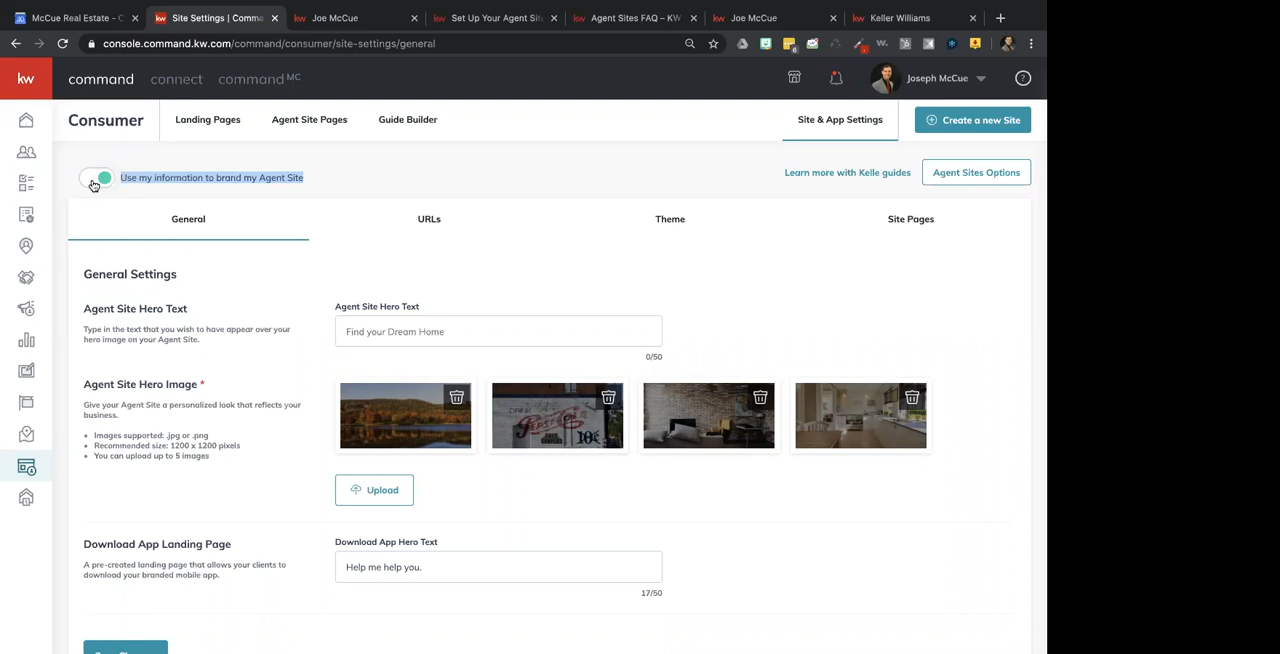 McCue Real Estate - C
Site Settings | Comma
Joe McCue
Set Up Your Agent Site
Agent Sites FAQ – KW
Joe McCue
Keller Williams
console.command.kw.com/command/consumer/site-settings/general
kw
command
connect
command MC
Joseph McCue
Consumer
Landing Pages
Agent Site Pages
Guide Builder
Site & App Settings
Create a new Site
Use my information to brand my Agent Site
Learn more with Kelle guides
Agent Sites Options
General
URLs
Theme
Site Pages
General Settings
Agent Site Hero Text
Type in the text that you wish to have appear over your
hero image on your Agent Site.
Agent Site Hero Text
Find your Dream Home
0/50
Agent Site Hero Image *
Give your Agent Site a personalized look that reflects your
business.
Images supported: .jpg or .png
Recommended size: 1200 x 1200 pixels
You can upload up to 5 images
DRINK
Pepsi-Cola
10¢
Upload
Download App Landing Page
A pre-created landing page that allows your clients to
download your branded mobile app.
Download App Hero Text
Help me help you.
17/50